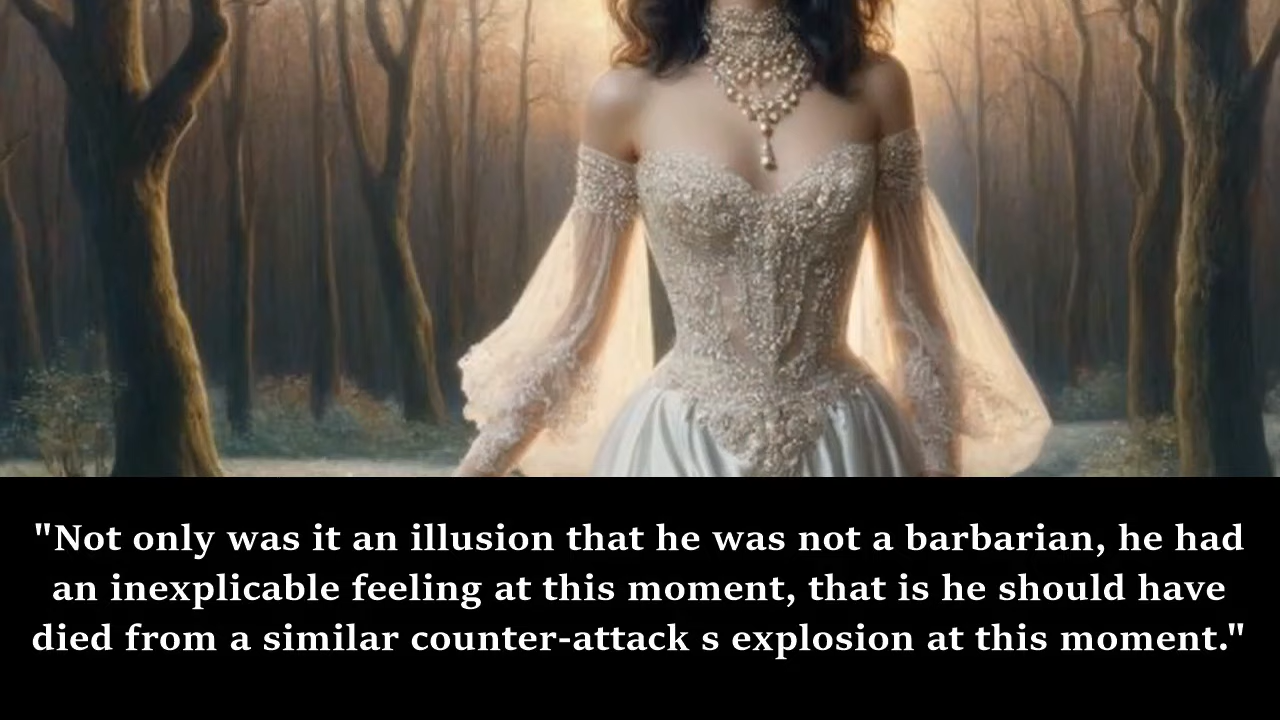 "Not only was it an illusion that he was not a barbarian, he had
an inexplicable feeling at this moment, that is he should have
died from a similar counter-attack s explosion at this moment."